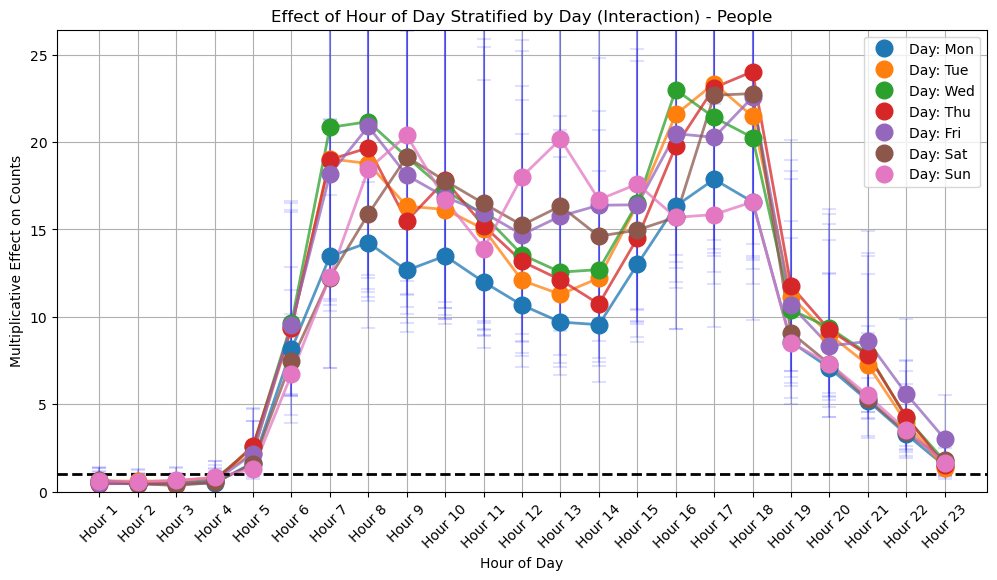 Effect of Hour of Day Stratified by Day (Interaction) - People
Multiplicative Effect on Counts
25
20
15
10
5
0
Day: Mon
Day: Tue
Day: Wed
Day: Thu
Day: Fri
Day: Sat
Day: Sun
Hour 1
Hour 2
Hour 3
Hour 4
Hour 5
Hour 6
Hour 7
Hour 8
Hour 9
Hour 10
Hour 11
Hour 12
Hour 13
Hour 14
Hour 15
Hour 16
Hour 17
Hour 18
Hour 19
Hour 20
Hour 21
Hour 22
Hour 23
Hour of Day